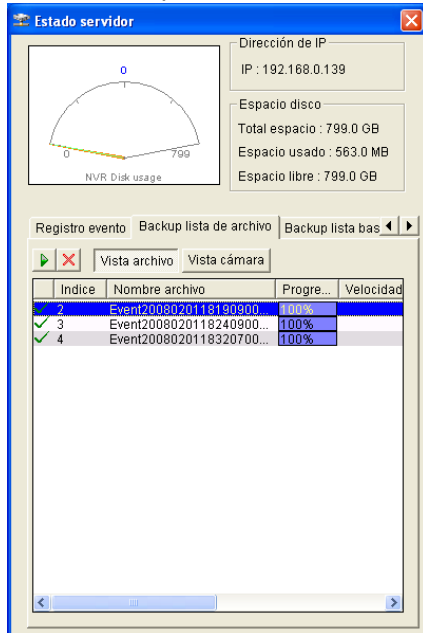 Estado servidor
Dirección de IP
0
IP : 192.168.0.139
Espacio disco
Total espacio : 799.0 GB
0 799
Espacio usado : 563.0 MB
NVR Disk usage
Espacio libre : 799.0 GB
Registro evento Backup lista de archivo Backup lista bas
Vista archivo Vista cámara
Indice Nombre archivo Progre... Velocidad
2 Event2008020118190900... 100%
3 Event2008020118240900... 100%
4 Event2008020118320700... 100%